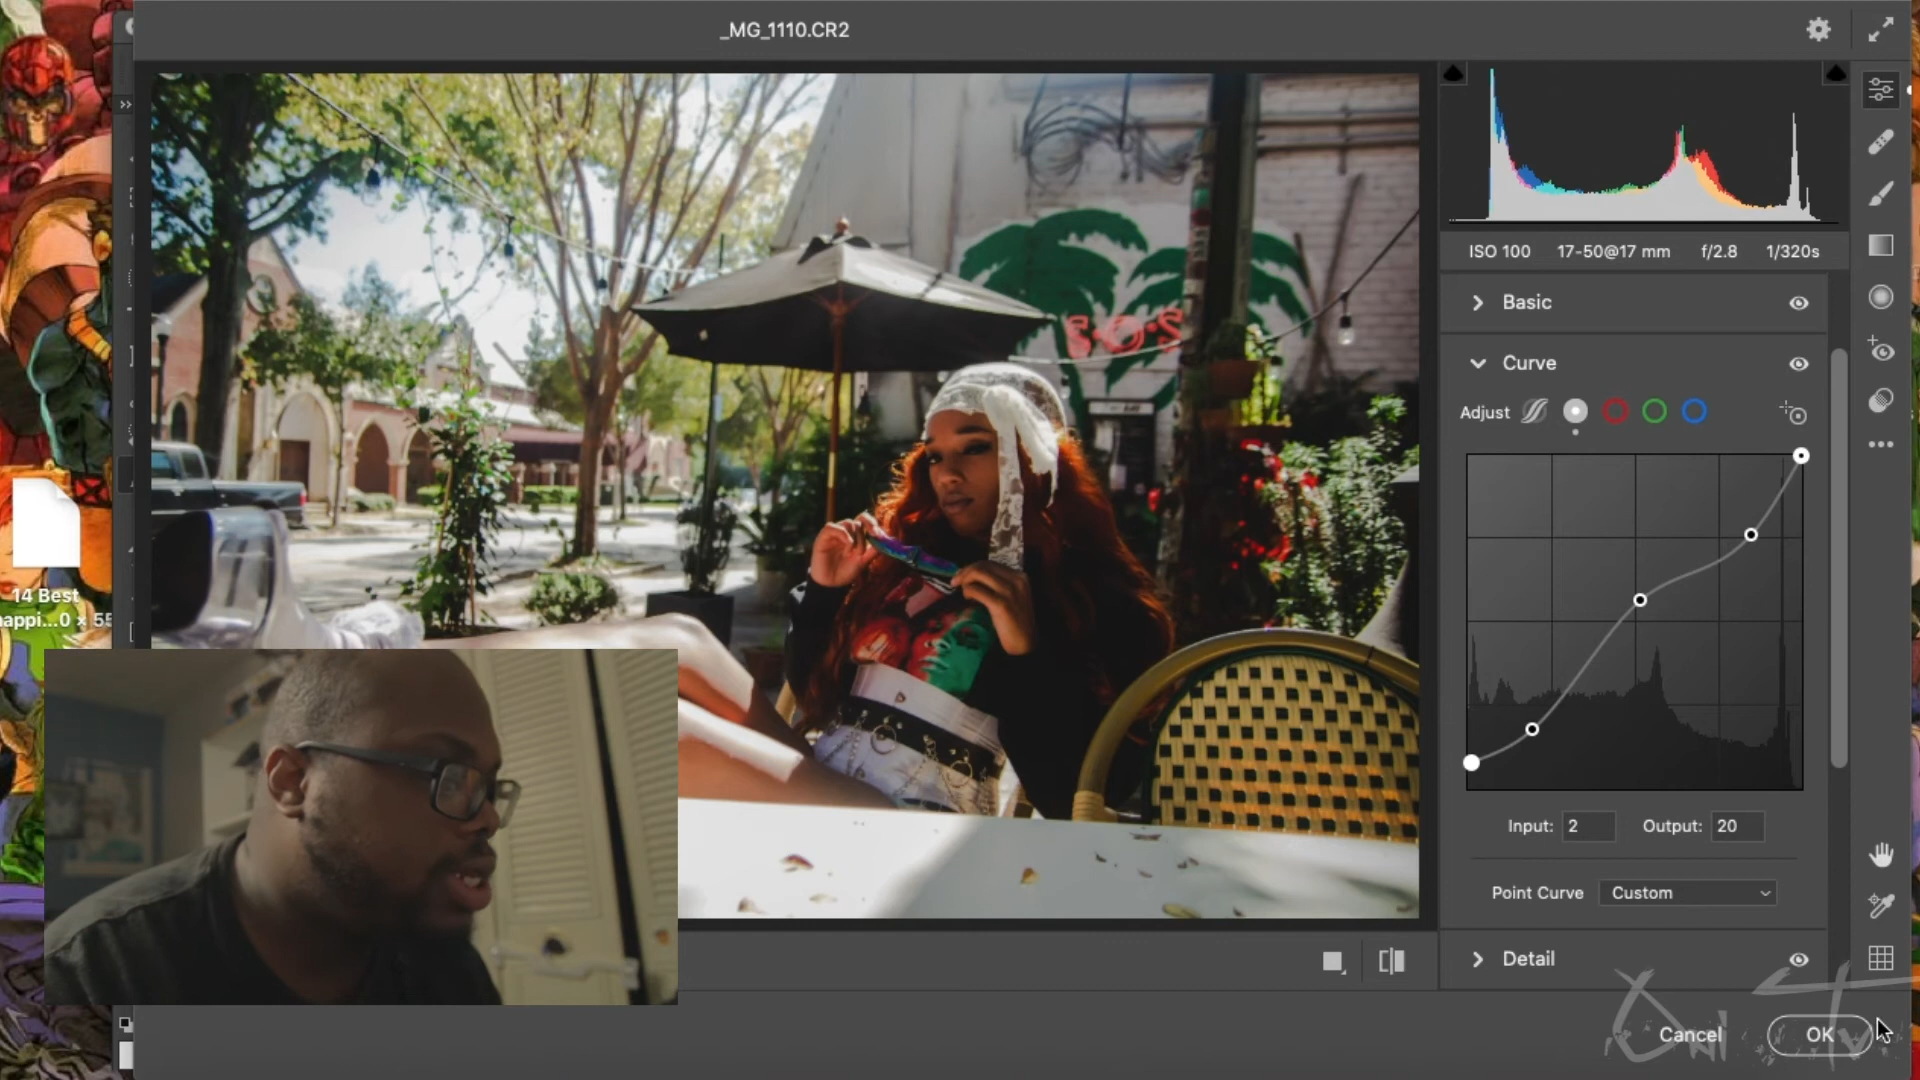 _MG_1110.CR2
ISO 100 17-50@17 mm f/2.8 1/320s
Basic
Curve
Adjust
E·O·S
14 Best
Input: 2 Output: 20
Point Curve Custom
Detail
Cancel OK